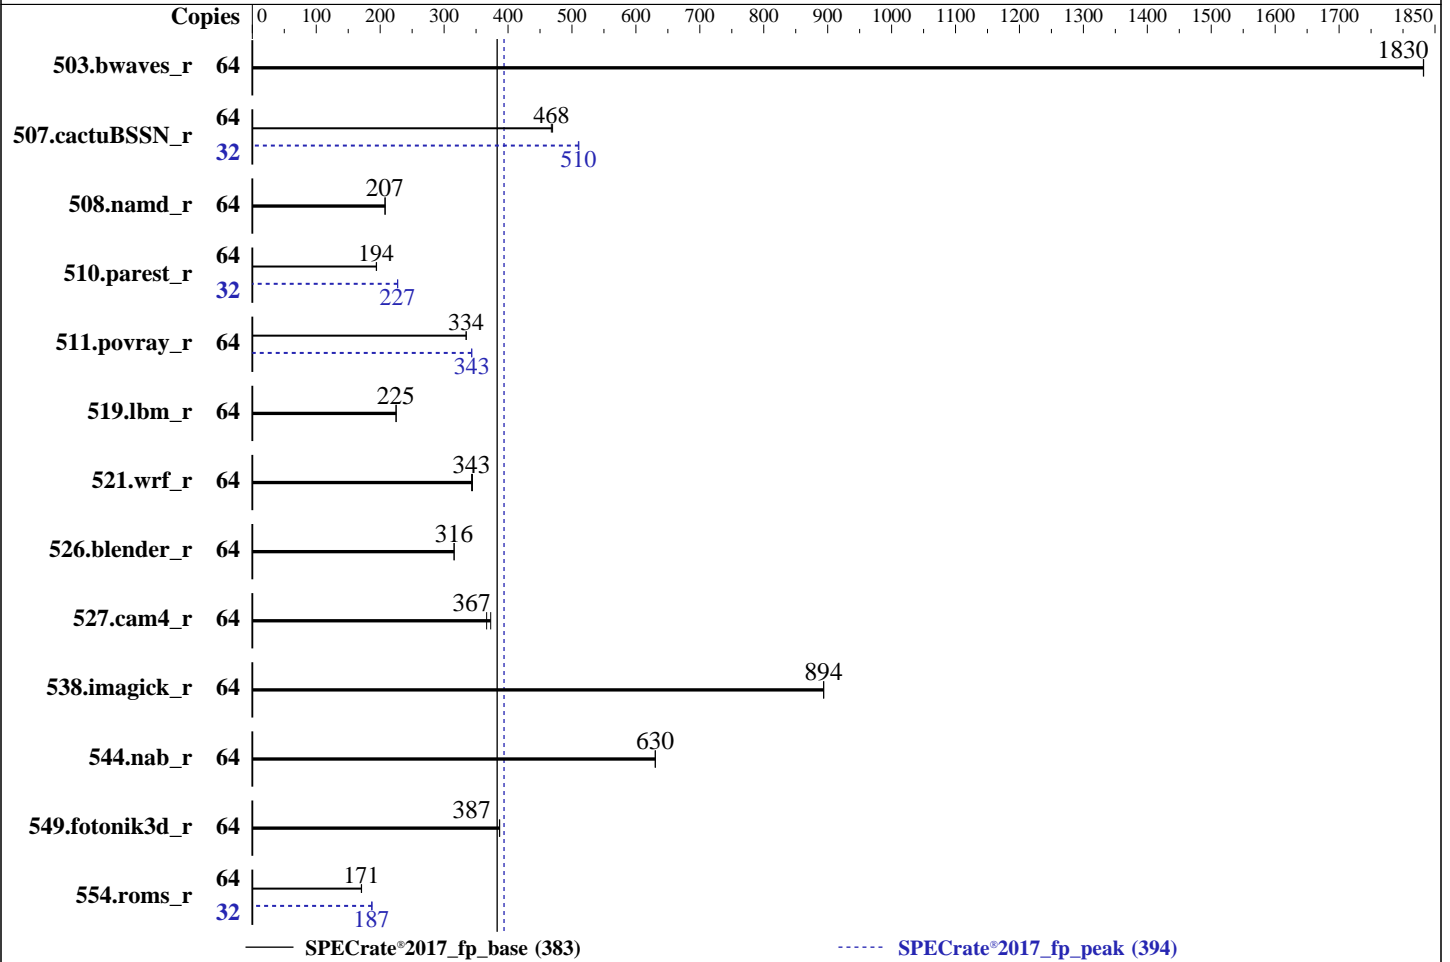 Copies 0 100 200 300 400 500 600 700 800 900 1000 1100 1200 1300 1400 1500 1600 1700 1850
503.bwaves_r 64 1830
507.cactuBSSN_r 64 468
32 510
508.namd_r 64 207
510.parest_r 64 194
32 227
511.povray_r 64 334
343
519.lbm_r 64 225
521.wrf_r 64 343
526.blender_r 64 316
527.cam4_r 64 367
538.imagick_r 64 894
544.nab_r 64 630
549.fotonik3d_r 64 387
554.roms_r 64 171
32 187
SPECrate®2017_fp_base (383) SPECrate®2017_fp_peak (394)